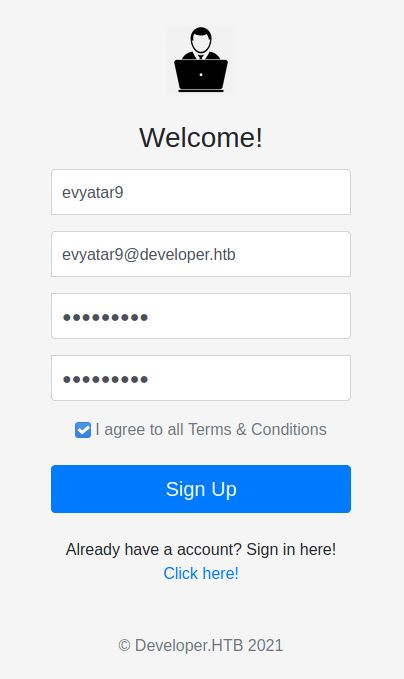 Welcome!
evyatar9
evyatar9@developer.htb
●●●●●●●●●
●●●●●●●●●
I agree to all Terms & Conditions
Sign Up
Already have a account? Sign in here!
Click here!
© Developer.HTB 2021